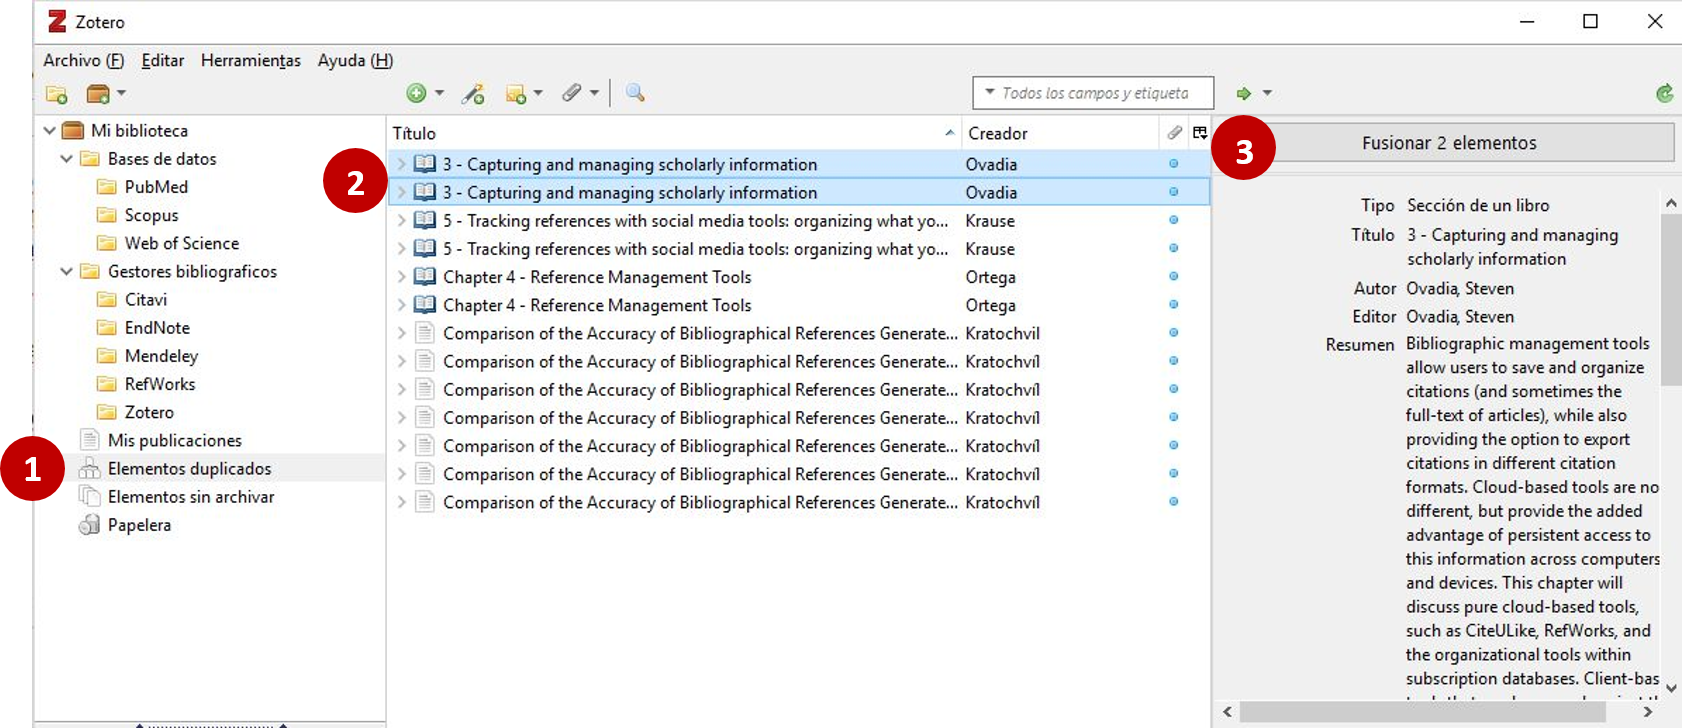 Zotero
Archivo (F) Editar Herramientas Ayuda (H)
Todos los campos y etiqueta
Mi biblioteca
Bases de datos
PubMed
Scopus
Web of Science
Gestores bibliograficos
Citavi
EndNote
Mendeley
RefWorks
Zotero
Mis publicaciones
1
Elementos duplicados
Elementos sin archivar
Papelera
Título Creador
2
3 - Capturing and managing scholarly information Ovadia
3 - Capturing and managing scholarly information Ovadia
5 - Tracking references with social media tools: organizing what yo... Krause
5 - Tracking references with social media tools: organizing what yo... Krause
Chapter 4 - Reference Management Tools Ortega
Chapter 4 - Reference Management Tools Ortega
Comparison of the Accuracy of Bibliographical References Generate... Kratochvil
Comparison of the Accuracy of Bibliographical References Generate... Kratochvíl
Comparison of the Accuracy of Bibliographical References Generate... Kratochvíl
Comparison of the Accuracy of Bibliographical References Generate... Kratochvíl
Comparison of the Accuracy of Bibliographical References Generate... Kratochvíl
Comparison of the Accuracy of Bibliographical References Generate... Kratochvíl
Comparison of the Accuracy of Bibliographical References Generate... Kratochvíl
3
Fusionar 2 elementos
Tipo Sección de un libro
Título 3 - Capturing and managing
scholarly information
Autor Ovadia, Steven
Editor Ovadia, Steven
Resumen Bibliographic management tools
allow users to save and organize
citations (and sometimes the
full-text of articles), while also
providing the option to export
citations in different citation
formats. Cloud-based tools are no
different, but provide the added
advantage of persistent access to
this information across computers
and devices. This chapter will
discuss pure cloud-based tools,
such as CiteULike, RefWorks, and
the organizational tools within
subscription databases. Client-bas